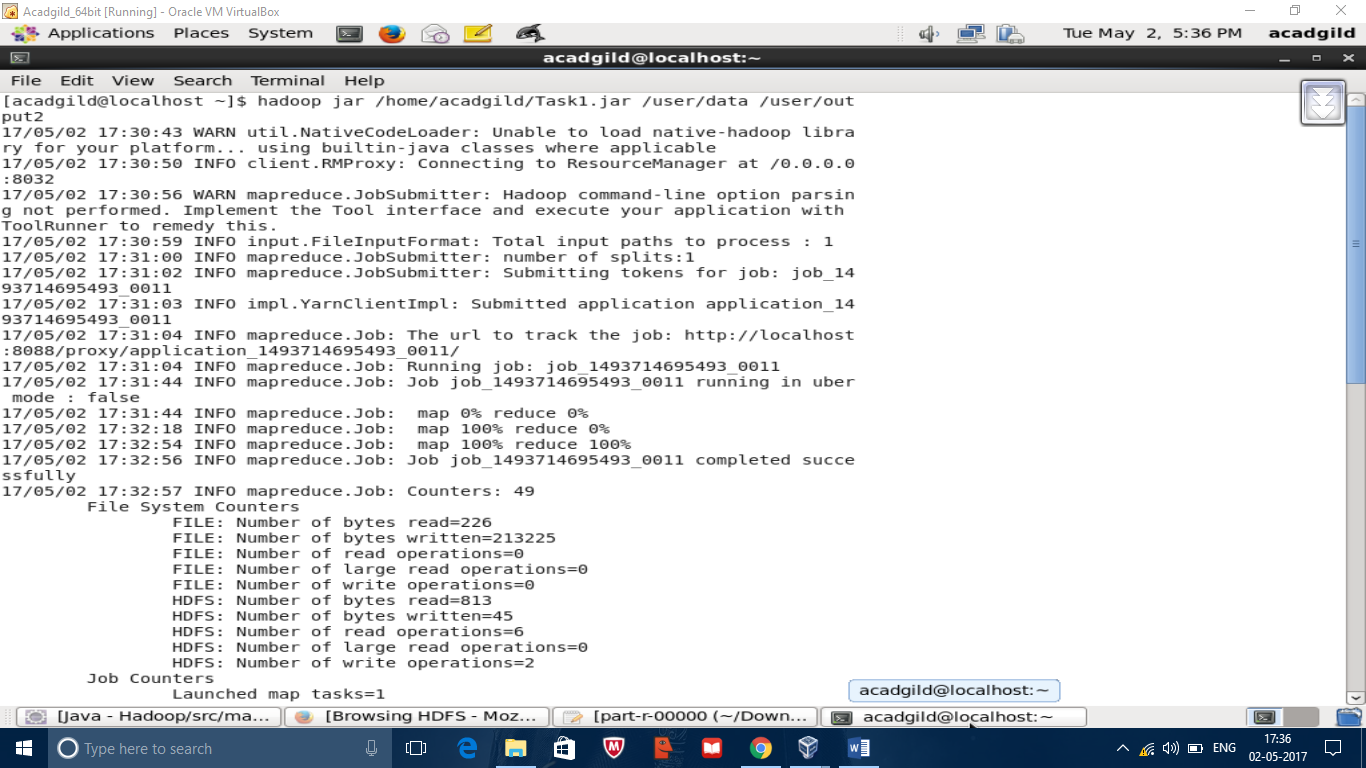 Acadgild_64bit [Running] - Oracle VM VirtualBox
Applications Places System Tue May 2, 5:36 PM acadgild
acadgild@localhost:~
File Edit View Search Terminal Help
[acadgild@localhost ~]$ hadoop jar /home/acadgild/Task1.jar /user/data /user/out
put2
17/05/02 17:30:43 WARN util.NativeCodeLoader: Unable to load native-hadoop libra
ry for your platform... using builtin-java classes where applicable
17/05/02 17:30:50 INFO client.RMProxy: Connecting to ResourceManager at /0.0.0.0
:8032
17/05/02 17:30:56 WARN mapreduce.JobSubmitter: Hadoop command-line option parsin
g not performed. Implement the Tool interface and execute your application with
ToolRunner to remedy this.
17/05/02 17:30:59 INFO input.FileInputFormat: Total input paths to process : 1
17/05/02 17:31:00 INFO mapreduce.JobSubmitter: number of splits:1
17/05/02 17:31:02 INFO mapreduce.JobSubmitter: Submitting tokens for job: job_14
93714695493_0011
17/05/02 17:31:03 INFO impl.YarnClientImpl: Submitted application application_14
93714695493_0011
17/05/02 17:31:04 INFO mapreduce.Job: The url to track the job: http://localhost
:8088/proxy/application_1493714695493_0011/
17/05/02 17:31:04 INFO mapreduce.Job: Running job: job_1493714695493_0011
17/05/02 17:31:44 INFO mapreduce.Job: Job job_1493714695493_0011 running in uber
mode : false
17/05/02 17:31:44 INFO mapreduce.Job:  map 0% reduce 0%
17/05/02 17:32:18 INFO mapreduce.Job:  map 100% reduce 0%
17/05/02 17:32:54 INFO mapreduce.Job:  map 100% reduce 100%
17/05/02 17:32:56 INFO mapreduce.Job: Job job_1493714695493_0011 completed succe
ssfully
17/05/02 17:32:57 INFO mapreduce.Job: Counters: 49
File System Counters
FILE: Number of bytes read=226
FILE: Number of bytes written=213225
FILE: Number of read operations=0
FILE: Number of large read operations=0
FILE: Number of write operations=0
HDFS: Number of bytes read=813
HDFS: Number of bytes written=45
HDFS: Number of read operations=6
HDFS: Number of large read operations=0
HDFS: Number of write operations=2
Job Counters
Launched map tasks=1
acadgild@localhost:~
[Java - Hadoop/src/ma... [Browsing HDFS - Moz... [part-r-00000 (~/Down... acadgild@localhost:~
Type here to search ENG 17:36
02-05-2017